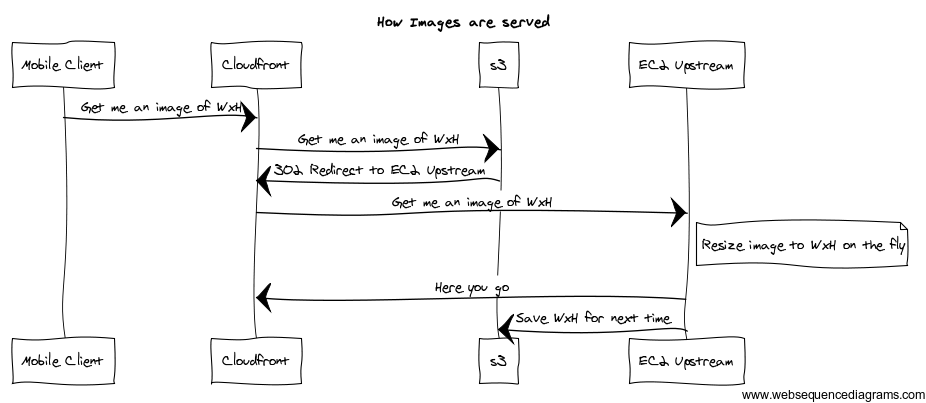 How Images are served
Mobile Client
Cloudfront
s3
EC2 Upstream
Get me an image of WxH
Get me an image of WxH
302 Redirect to EC2 Upstream
Get me an image of WxH
Resize image to WxH on the fly
Here you go
Save WxH for next time
Mobile Client
Cloudfront
s3
EC2 Upstream
www.websequencediagrams.com